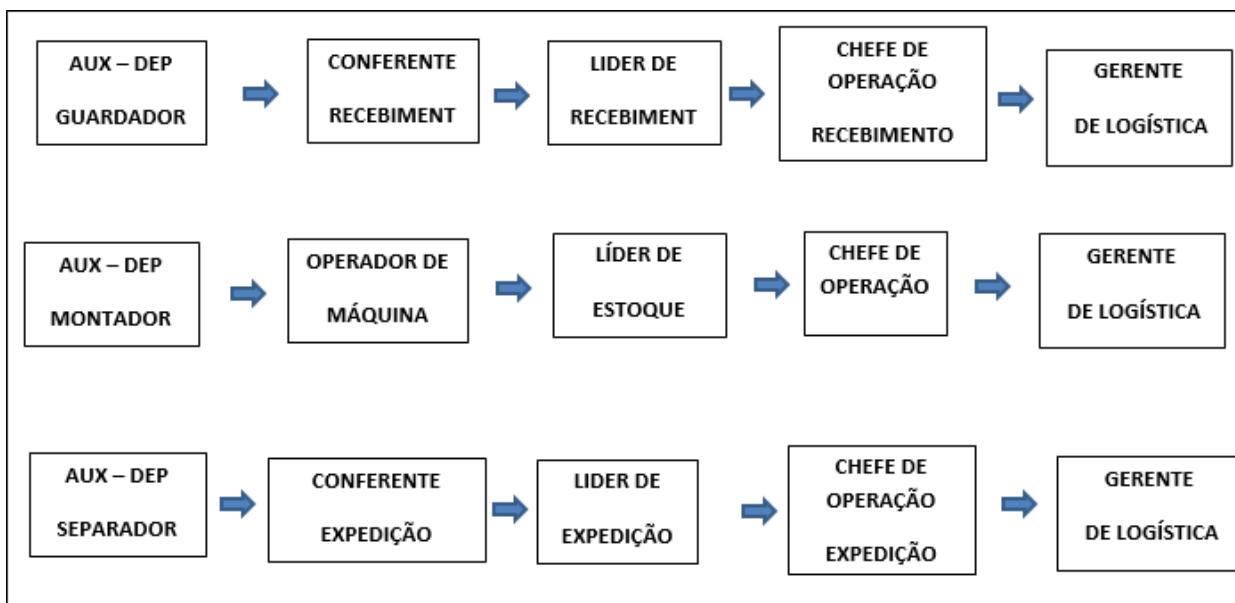 AUX – DEP
GUARDADOR
CONFERENTE
RECEBIMENT
LIDER DE
RECEBIMENT
CHEFE DE
OPERAÇÃO
RECEBIMENTO
GERENTE
DE LOGÍSTICA
AUX – DEP
MONTADOR
OPERADOR DE
MÁQUINA
LÍDER DE
ESTOQUE
CHEFE DE
OPERAÇÃO
GERENTE
DE LOGÍSTICA
AUX – DEP
SEPARADOR
CONFERENTE
EXPEDIÇÃO
LIDER DE
EXPEDIÇÃO
CHEFE DE
OPERAÇÃO
EXPEDIÇÃO
GERENTE
DE LOGÍSTICA